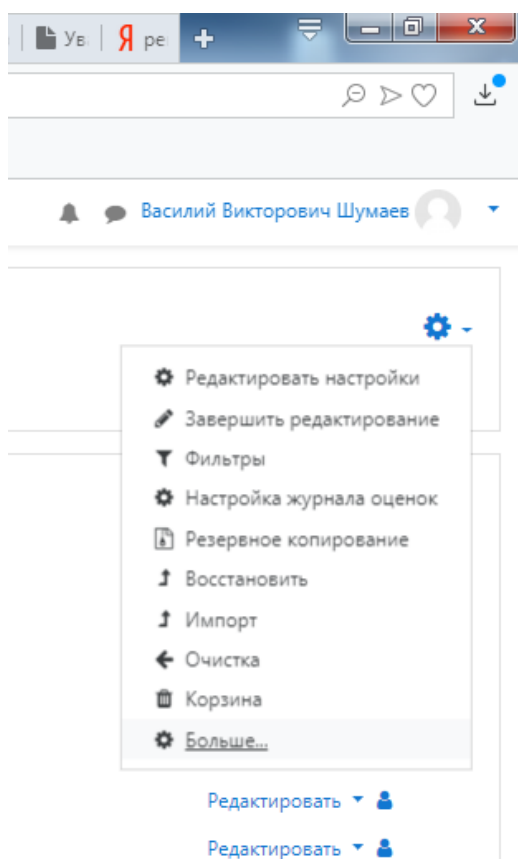 Ув
Я ре
Василий Викторович Шумаев
Редактировать настройки
Завершить редактирование
Фильтры
Настройка журнала оценок
Резервное копирование
Восстановить
Импорт
Очистка
Корзина
Больше...
Редактировать
Редактировать